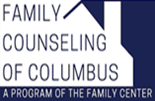 FAMILY
COUNSELING
OF COLUMBUS
A PROGRAM OF THE FAMILY CENTER